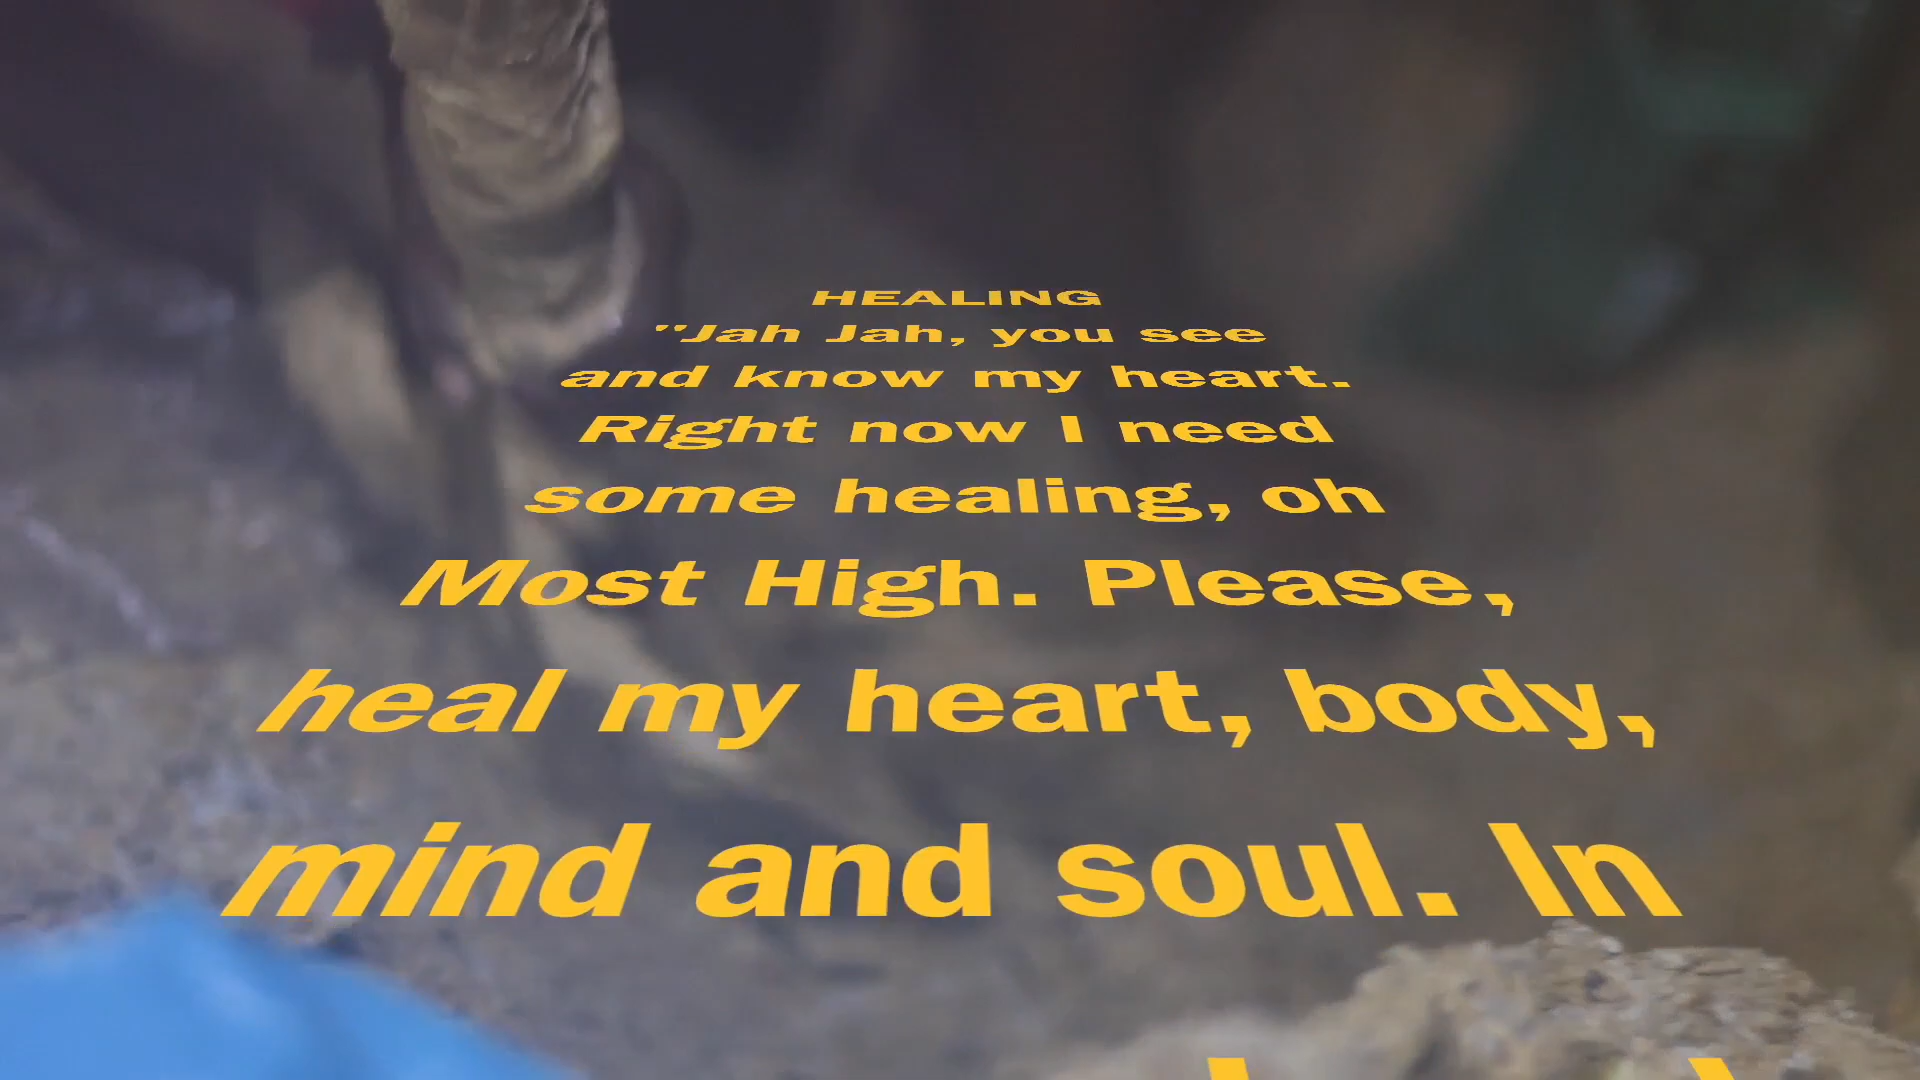 HEALING
"Jah Jah, you see
and know my heart.
Right now I need
some healing, oh
Most High. Please,
heal my heart, body,
mind and soul. In